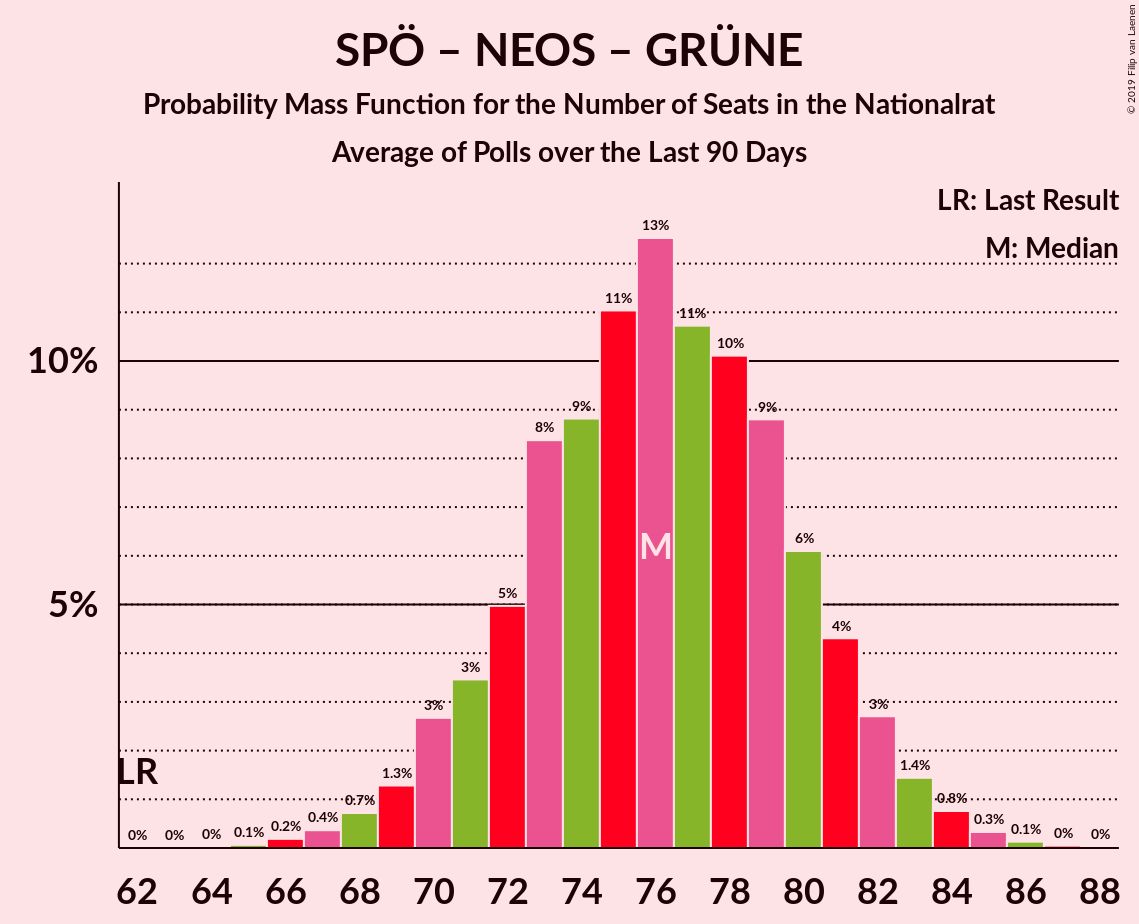 SPÖ – NEOS – GRÜNE
Probability Mass Function for the Number of Seats in the Nationalrat
Average of Polls over the Last 90 Days
© 2019 Filip van Laenen
LR: Last Result
M: Median
10%
5%
LR
M
0% 0% 0% 0.1% 0.2% 0.4% 0.7% 1.3% 3% 3% 5% 8% 9% 11% 13% 11% 10% 9% 6% 4% 3% 1.4% 0.8% 0.3% 0.1% 0% 0%
62 64 66 68 70 72 74 76 78 80 82 84 86 88